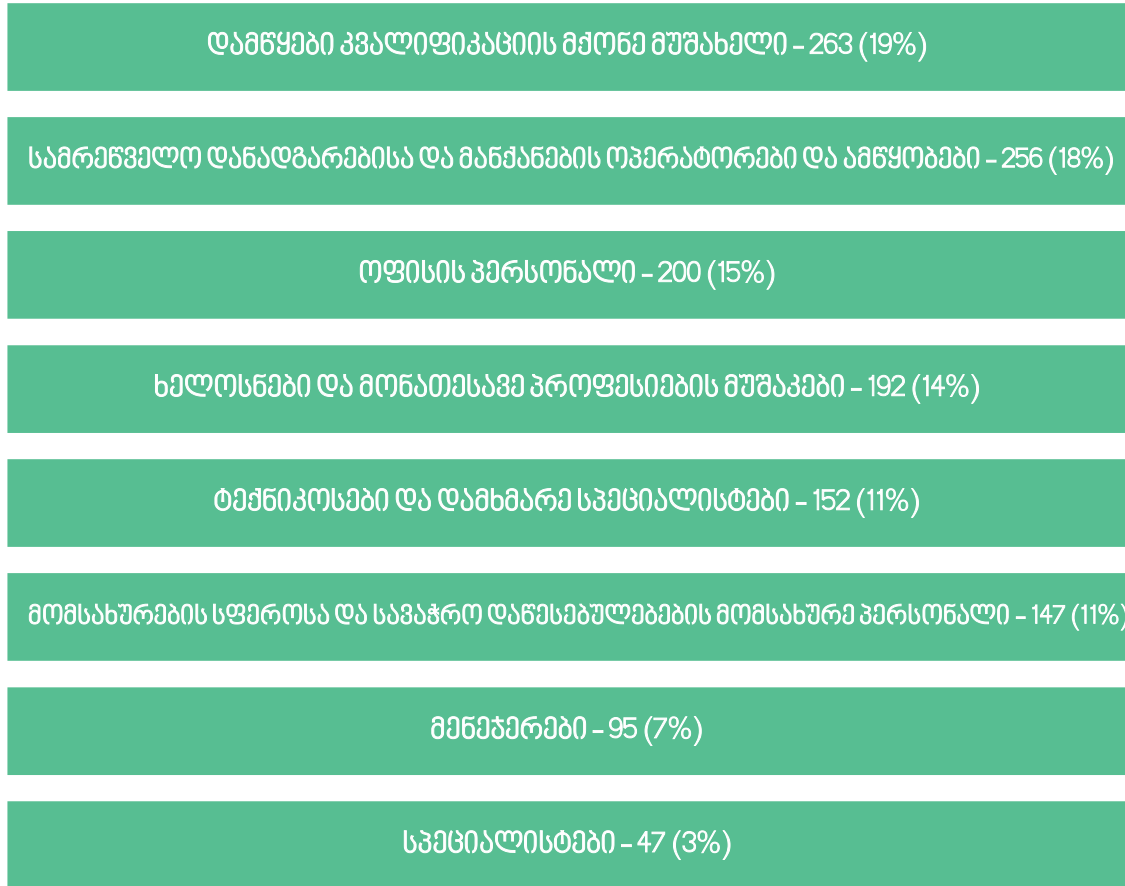 დამწყები კვალიფიკაციის მქონე მუშახელი – 263 (19%)
სამრეწველო დანადგარებისა და მანქანების ოპერატორები და ამწყობები – 256 (18%)
ოფისის პერსონალი – 200 (15%)
ხელოსნები და მონათესავე პროფესიების მუშაკები – 192 (14%)
ტექნიკოსები და დამხმარე სპეციალისტები – 152 (11%)
მომსახურების სფეროსა და სავაჭრო დაწესებულებების მომსახურე პერსონალი – 147 (11%)
მენეჯერები – 95 (7%)
სპეციალისტები – 47 (3%)